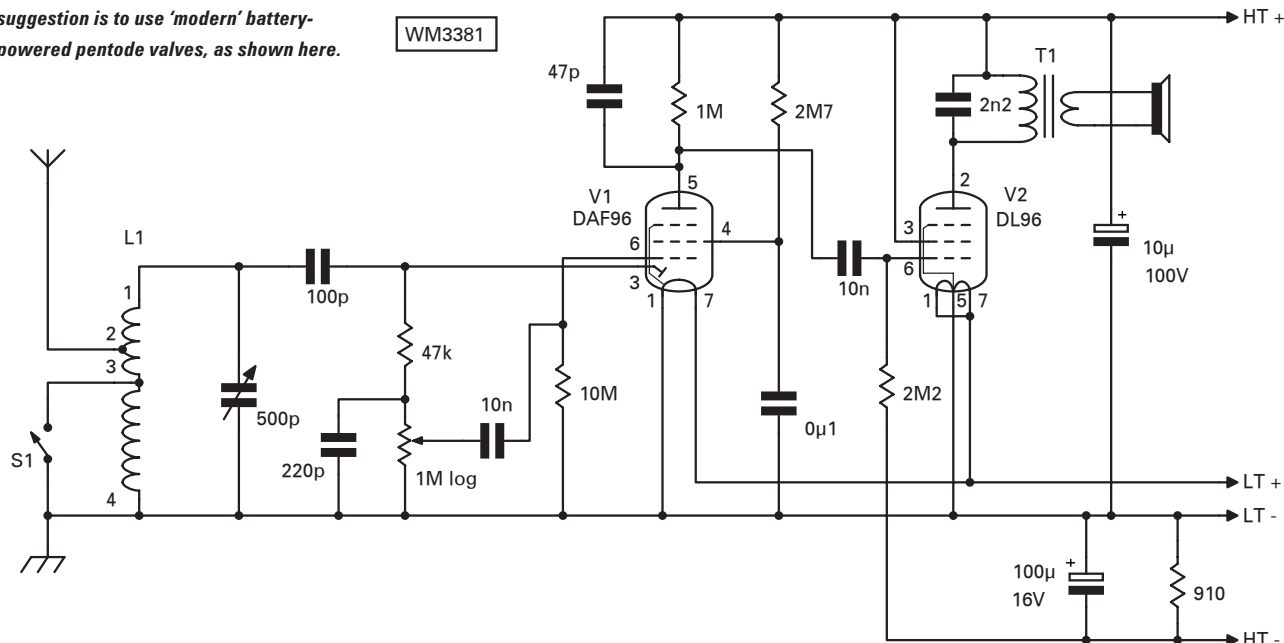 suggestion is to use ‘modern’ battery-
powered pentode valves, as shown here.
WM3381
HT +
47p
1M
2M7
2n2
T1
V1
DAF96
5
4
6
3
1
7
V2
DL96
2
3
6
1
5
7
10µ
100V
+
L1
1
2
3
4
100p
47k
500p
10n
10M
10n
2M2
0µ1
220p
1M log
S1
LT +
LT -
100µ
16V
+
910
HT -